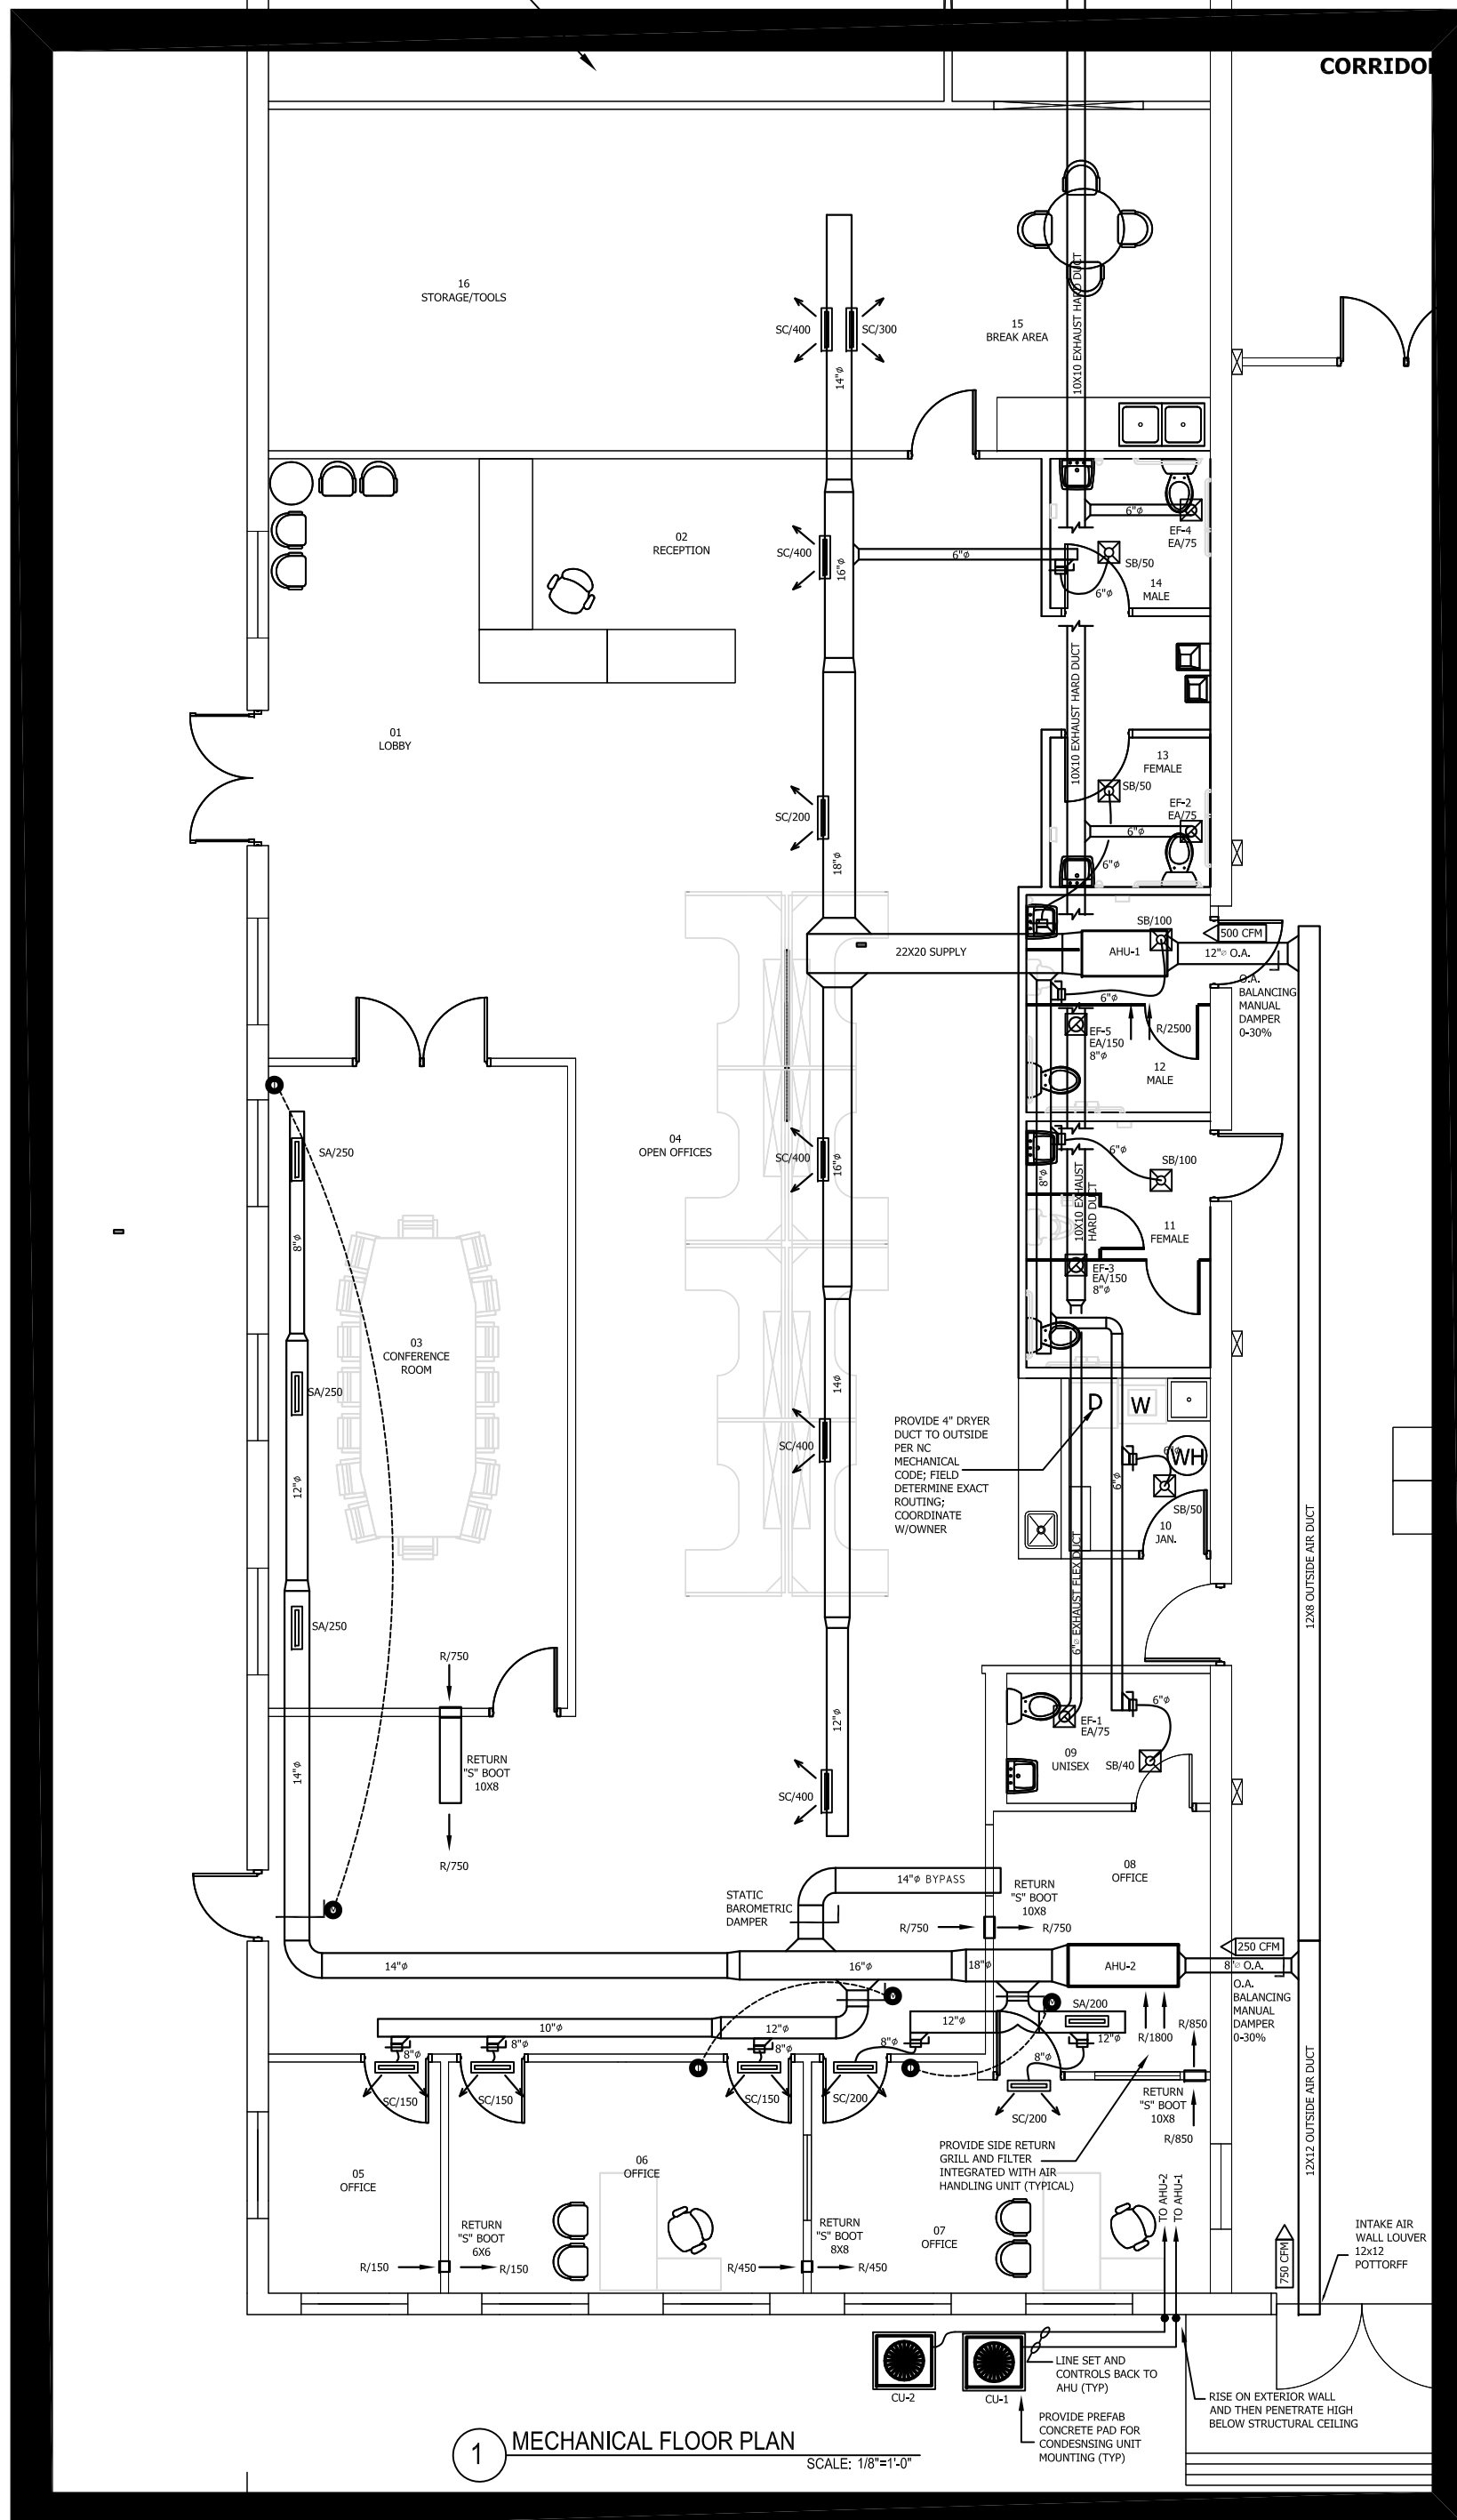 CORRIDO
16
STORAGE/TOOLS
SC/400
SC/300
15
BREAK AREA
10X10 EXHAUST HARD DUCT
14"ø
02
RECEPTION
SC/400
16"ø
6"ø
6"ø
EF-4
EA/75
SB/50
6"ø
14
MALE
01
LOBBY
10X10 EXHAUST HARD DUCT
13
FEMALE
SB/50
EF-2
EA/75
6"ø
6"ø
SC/200
18"ø
SB/100
500 CFM
22X20 SUPPLY
AHU-1
12"ø O.A.
O.A.
BALANCING
MANUAL
DAMPER
0-30%
6"ø
EF-5
EA/150
8"ø
R/2500
12
MALE
04
OPEN OFFICES
SC/400
16"ø
SA/250
8"ø
6"ø
SB/100
8"ø
10X10 EXHAUST
HARD DUCT
11
FEMALE
EF-3
EA/150
8"ø
03
CONFERENCE
ROOM
SA/250
14ø
SC/400
12"ø
PROVIDE 4" DRYER
DUCT TO OUTSIDE
PER NC
MECHANICAL
CODE; FIELD
DETERMINE EXACT
ROUTING;
COORDINATE
W/OWNER
D
W
6"ø
WH
6"ø
SB/50
10
JAN.
12X8 OUTSIDE AIR DUCT
6"ø EXHAUST FLEX DUCT
SA/250
R/750
RETURN
"S" BOOT
10X8
R/750
14"ø
12"ø
SC/400
6"ø
EF-1
EA/75
09
UNISEX
SB/40
08
OFFICE
14"ø BYPASS
STATIC
BAROMETRIC
DAMPER
RETURN
"S" BOOT
10X8
R/750
R/750
250 CFM
14"ø
16"ø
18"ø
AHU-2
8"ø O.A.
O.A.
BALANCING
MANUAL
DAMPER
0-30%
SA/200
10"ø
12"ø
12"ø
12"ø
R/1800
R/850
8"ø
8"ø
8"ø
8"ø
8"ø
SC/150
SC/150
SC/150
SC/200
SC/200
RETURN
"S" BOOT
10X8
R/850
PROVIDE SIDE RETURN
GRILL AND FILTER
INTEGRATED WITH AIR
HANDLING UNIT (TYPICAL)
12X12 OUTSIDE AIR DUCT
05
OFFICE
06
OFFICE
07
OFFICE
TO AHU-2
TO AHU-1
RETURN
"S" BOOT
6X6
R/150
R/150
RETURN
"S" BOOT
8X8
R/450
R/450
750 CFM
INTAKE AIR
WALL LOUVER
12x12
POTTORFF
CU-2
CU-1
LINE SET AND
CONTROLS BACK TO
AHU (TYP)
RISE ON EXTERIOR WALL
AND THEN PENETRATE HIGH
BELOW STRUCTURAL CEILING
PROVIDE PREFAB
CONCRETE PAD FOR
CONDESNSING UNIT
MOUNTING (TYP)
1
MECHANICAL FLOOR PLAN
SCALE: 1/8"=1'-0"